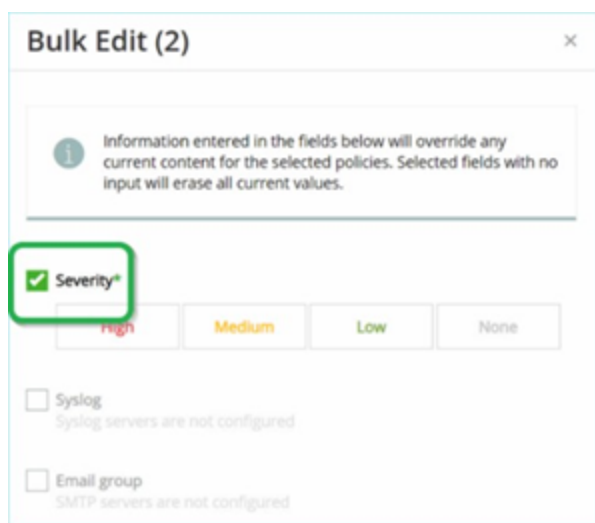 Bulk Edit (2)
Information entered in the fields below will override any
current content for the selected policies. Selected fields with no
input will erase all current values.
Severity*
High Medium Low None
Syslog
Syslog servers are not configured
Email group
SMTP servers are not configured